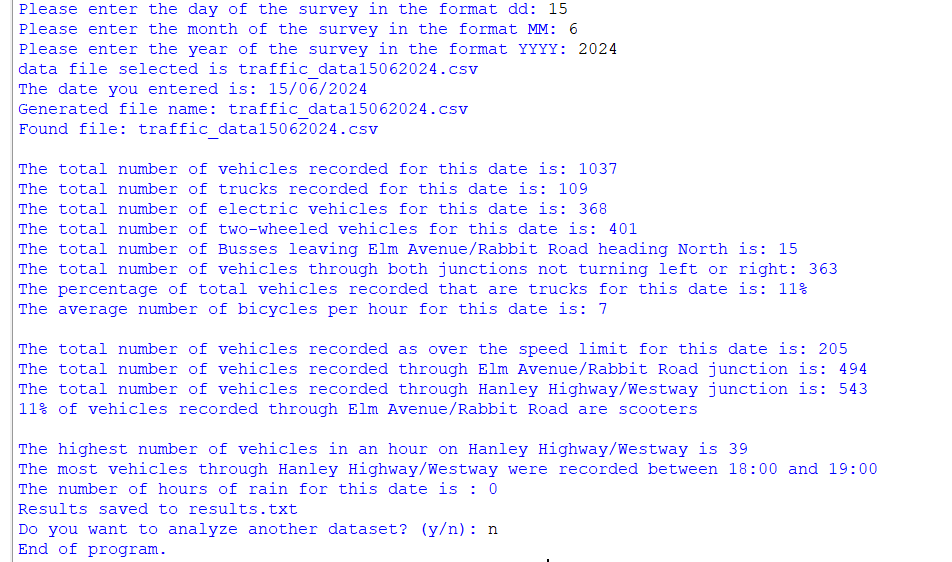 Please enter the day of the survey in the format dd: 15
Please enter the month of the survey in the format MM: 6
Please enter the year of the survey in the format YYYY: 2024
data file selected is traffic_data15062024.csv
The date you entered is: 15/06/2024
Generated file name: traffic_data15062024.csv
Found file: traffic_data15062024.csv
The total number of vehicles recorded for this date is: 1037
The total number of trucks recorded for this date is: 109
The total number of electric vehicles for this date is: 368
The total number of two-wheeled vehicles for this date is: 401
The total number of Busses leaving Elm Avenue/Rabbit Road heading North is: 15
The total number of vehicles through both junctions not turning left or right: 363
The percentage of total vehicles recorded that are trucks for this date is: 11%
The average number of bicycles per hour for this date is: 7
The total number of vehicles recorded as over the speed limit for this date is: 205
The total number of vehicles recorded through Elm Avenue/Rabbit Road junction is: 494
The total number of vehicles recorded through Hanley Highway/Westway junction is: 543
11% of vehicles recorded through Elm Avenue/Rabbit Road are scooters
The highest number of vehicles in an hour on Hanley Highway/Westway is 39
The most vehicles through Hanley Highway/Westway were recorded between 18:00 and 19:00
The number of hours of rain for this date is : 0
Results saved to results.txt
Do you want to analyze another dataset? (y/n): n
End of program.